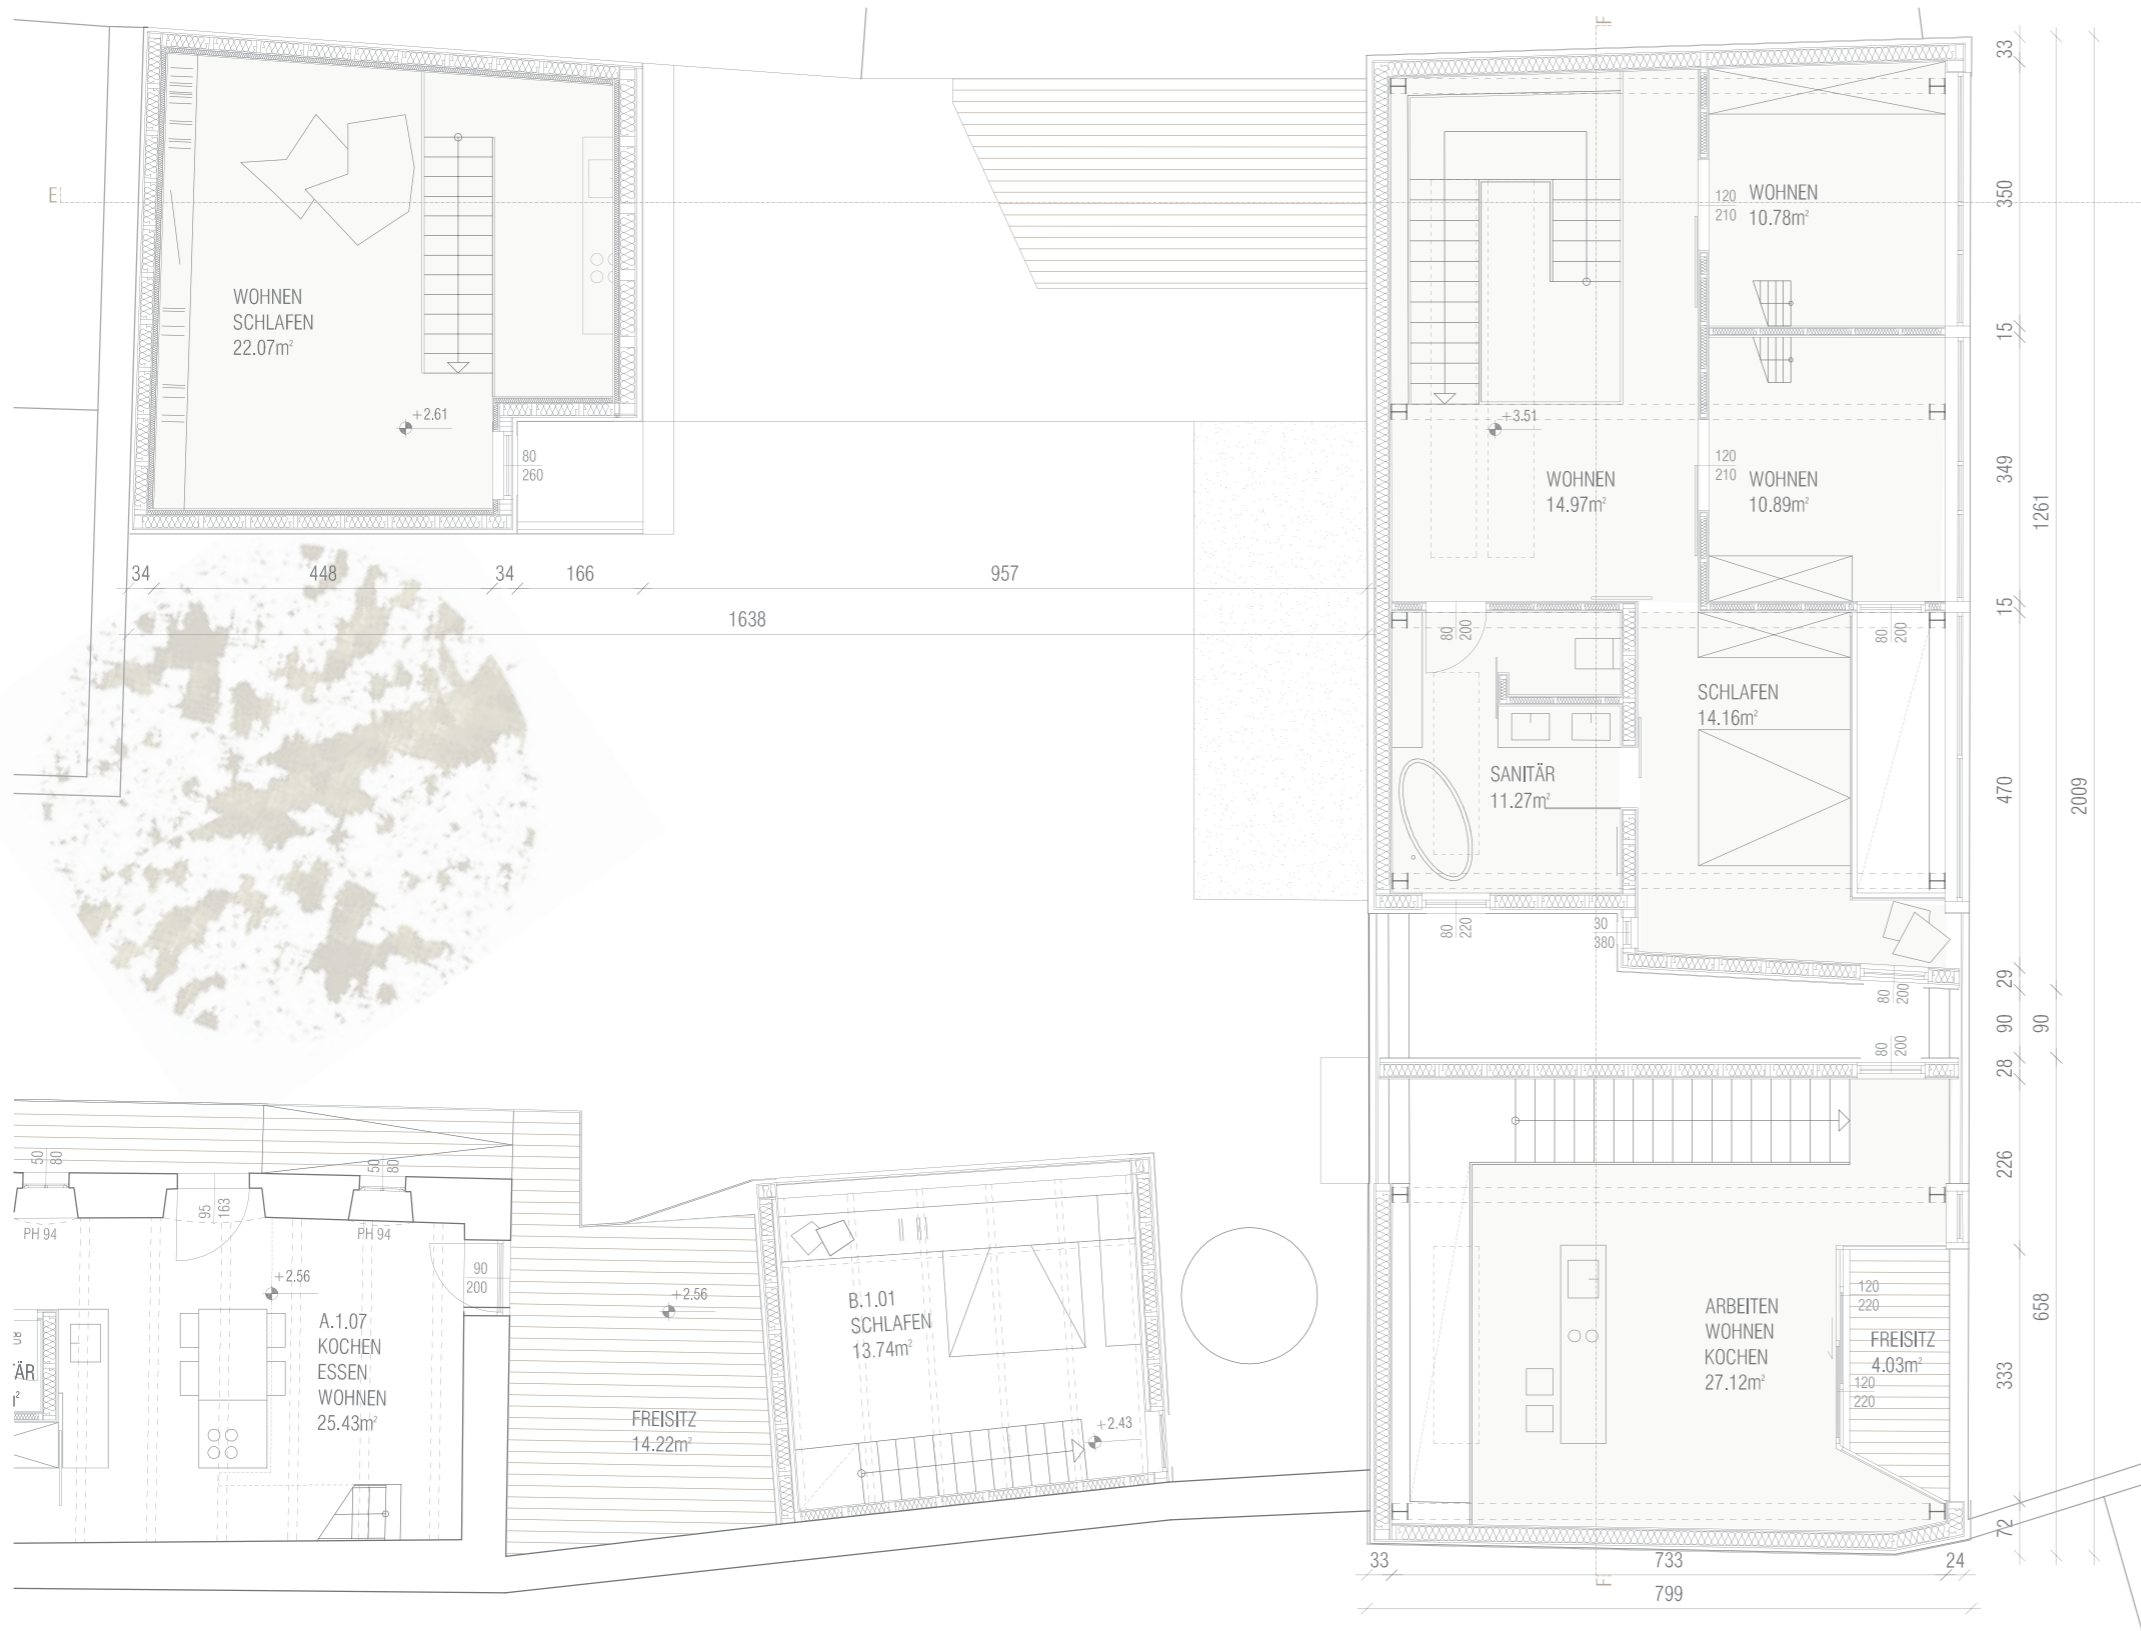 E
F
WOHNEN
SCHLAFEN
22.07m²
+2.61
80
260
34
448
34
166
957
1638
120
210
WOHNEN
10.78m²
+3.51
WOHNEN
14.97m²
120
210
WOHNEN
10.89m²
80
200
80
200
SCHLAFEN
14.16m²
SANITÄR
11.27m²
80
220
30
380
80
200
80
200
33
350
15
349
15
470
29
90
28
226
333
72
1261
90
658
2009
50
80
95
163
50
80
PH 94
PH 94
+2.56
90
200
A.1.07
KOCHEN
ESSEN
WOHNEN
25.43m²
ÄR
+2.56
FREISITZ
14.22m²
B.1.01
SCHLAFEN
13.74m²
+2.43
ARBEITEN
WOHNEN
KOCHEN
27.12m²
120
220
FREISITZ
4.03m²
120
220
33
733
24
F
799